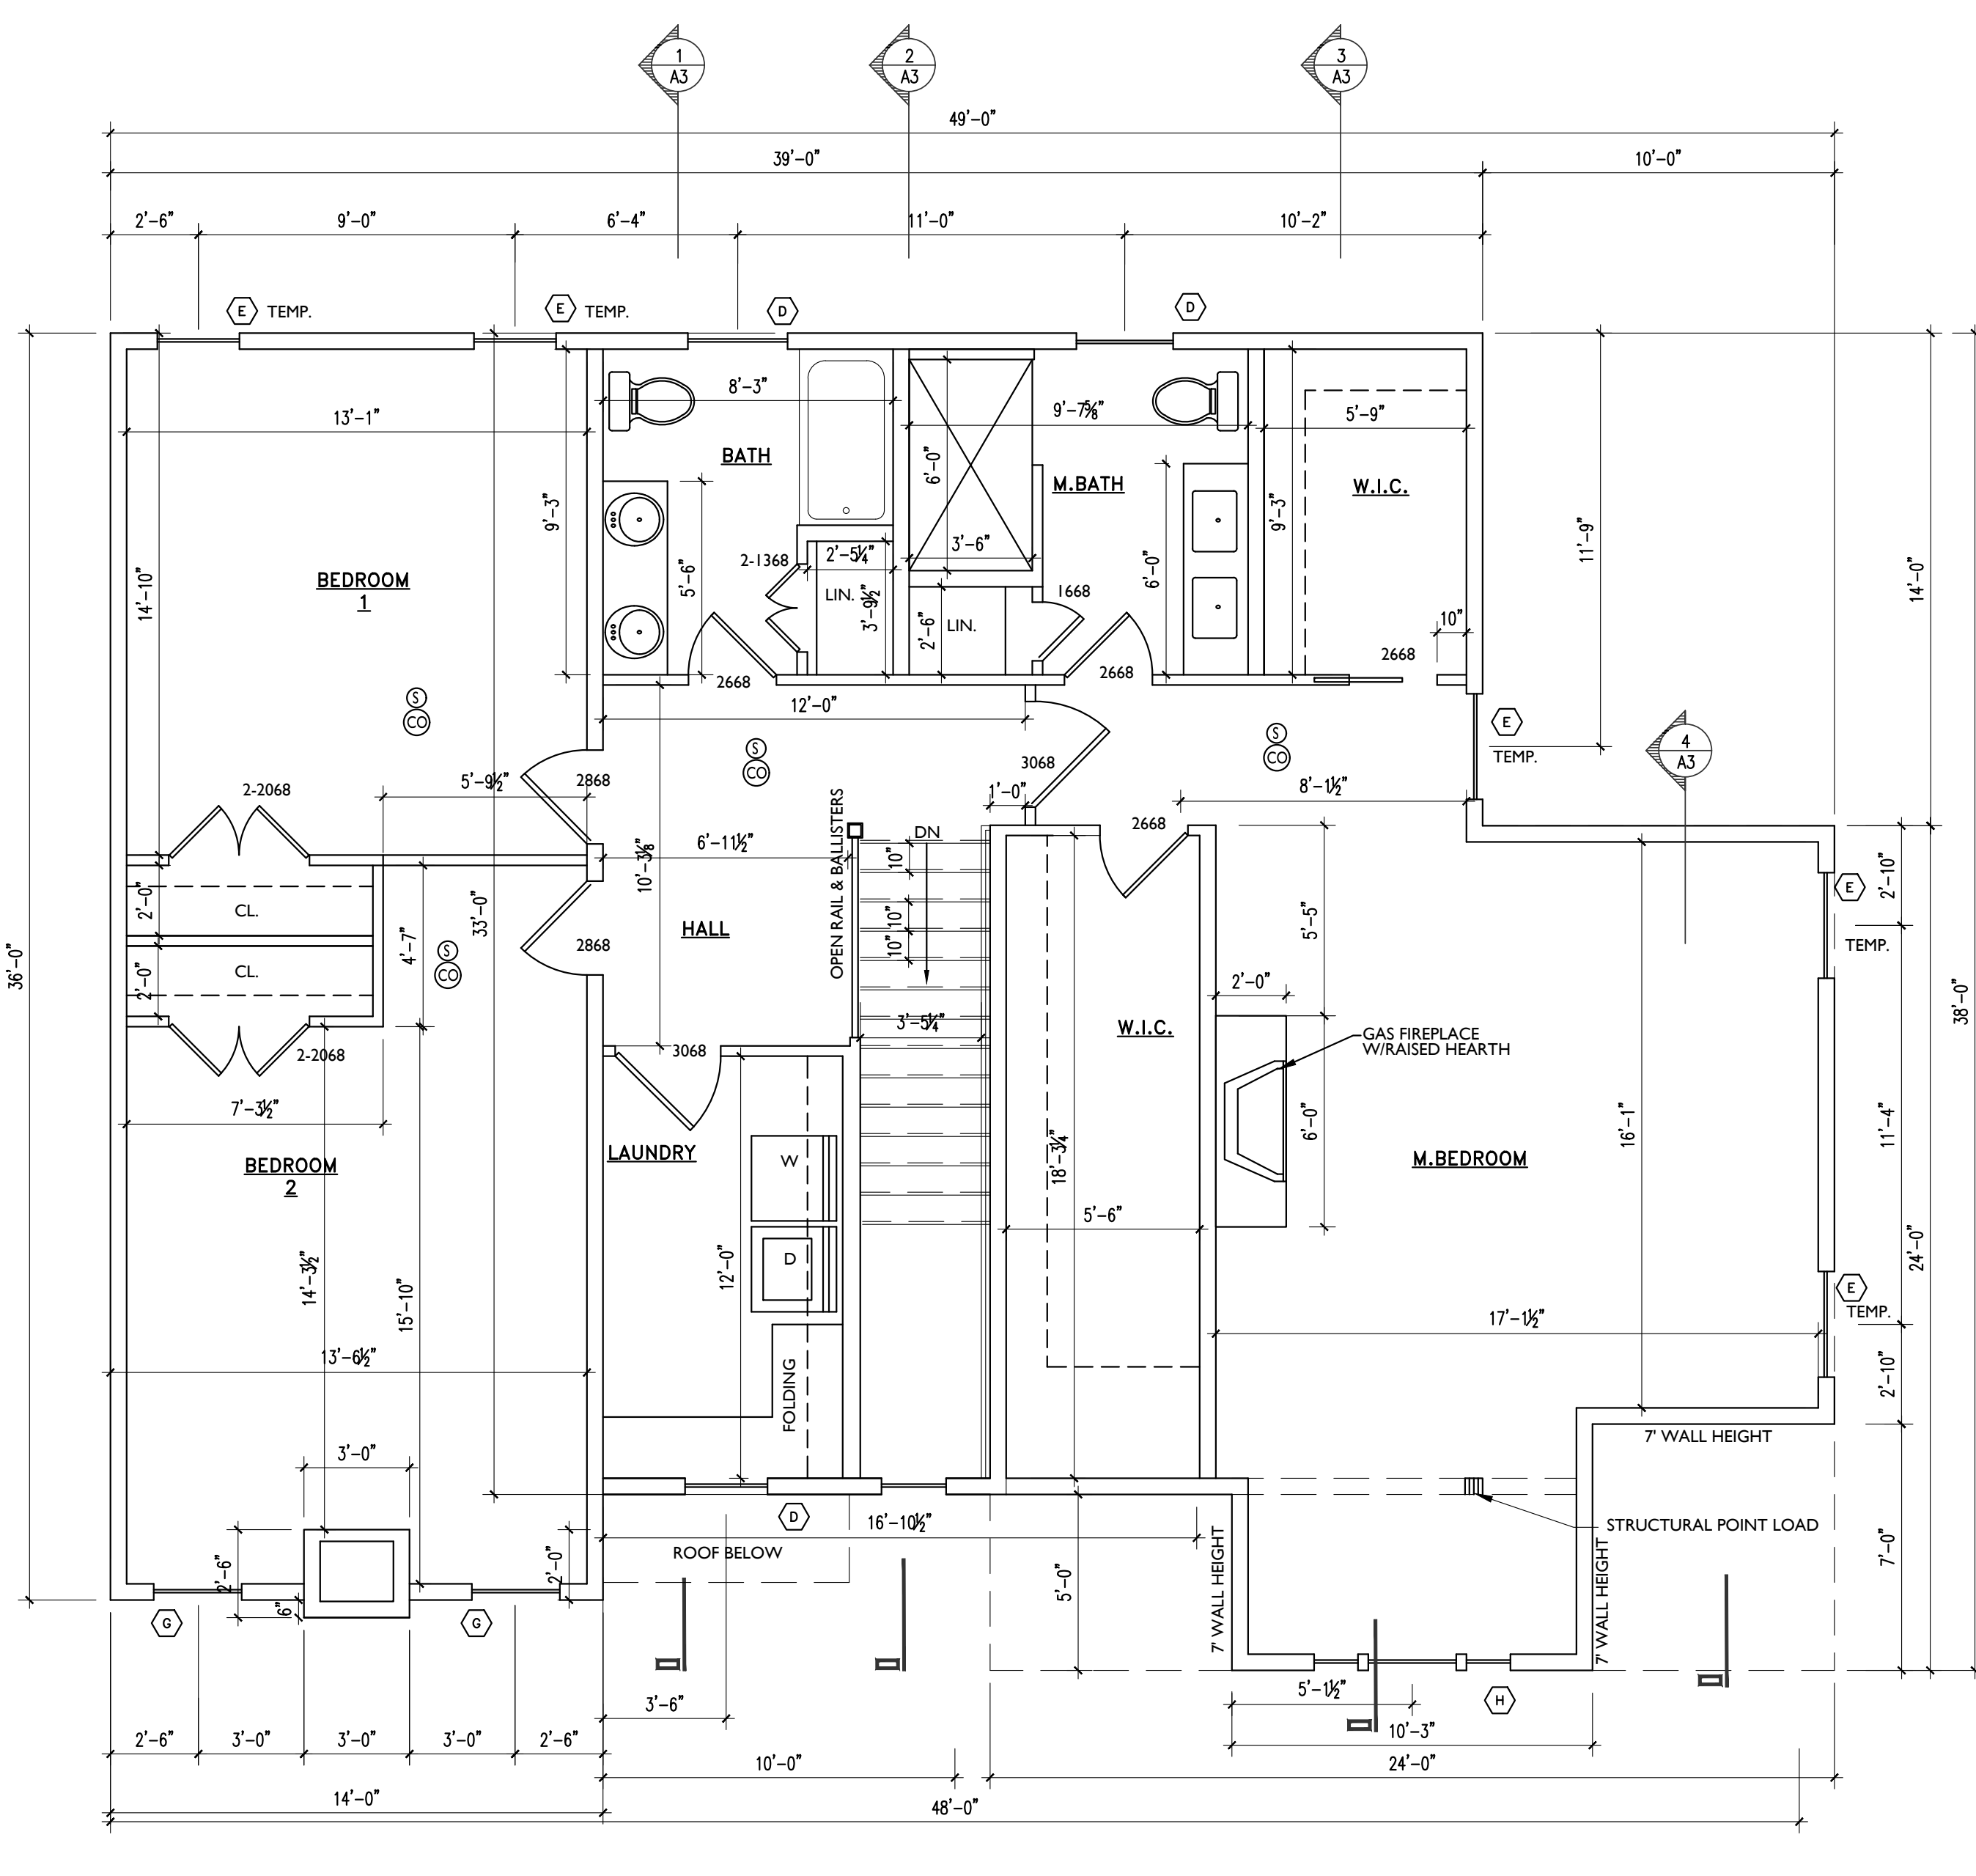 1
A3
2
A3
3
A3
49'-0"
39'-0"
10'-0"
2'-6"
9'-0"
6'-4"
11'-0"
10'-2"
E TEMP.
E TEMP.
D
D
13'-1"
8'-3"
9'-7⅝"
5'-9"
BATH
M.BATH
W.I.C.
6'-0"
9'-3"
9'-3"
5'-6"
3'-6"
2'-5¼"
6'-0"
11'-9"
14'-0"
BEDROOM
1
14'-10"
2-1368
LIN.
3'-9½"
2'-6"
LIN.
1668
10"
2668
2668
2668
2668
12'-0"
S
CO
S
CO
S
CO
E
TEMP.
4
A3
3068
1'-0"
8'-1½"
5'-9½"
2868
2-2068
6'-11½"
10'-3⅛"
OPEN RAIL & BALLISTERS
DN
10"
10"
10"
2'-0"
CL.
CL.
2'-0"
4'-7"
33'-0"
36'-0"
S
CO
2868
HALL
5'-5"
2'-0"
2'-10"
E
TEMP.
38'-0"
3'-5¼"
W.I.C.
GAS FIREPLACE
W/RAISED HEARTH
2-2068
3068
7'-3½"
LAUNDRY
W
D
18'-3¼"
6'-0"
16'-1"
11'-4"
M.BEDROOM
BEDROOM
2
5'-6"
14'-3½"
15'-10"
12'-0"
24'-0"
E
TEMP.
17'-1½"
13'-6½"
FOLDING
2'-10"
3'-0"
7' WALL HEIGHT
D
16'-10½"
ROOF BELOW
STRUCTURAL POINT LOAD
2'-6"
6"
2'-0"
5'-0"
7' WALL HEIGHT
7' WALL HEIGHT
7'-0"
G
G
H
5'-1½"
3'-6"
10'-3"
2'-6"
3'-0"
3'-0"
3'-0"
2'-6"
10'-0"
24'-0"
14'-0"
48'-0"